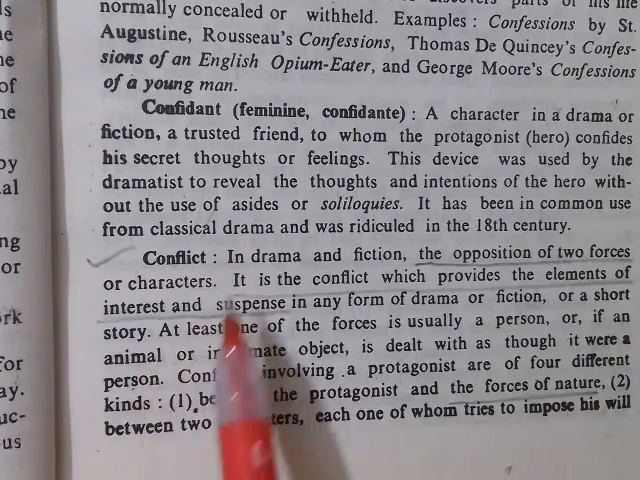 normally concealed or withheld. Examples : Confessions by St.
Augustine, Rousseau's Confessions, Thomas De Quincey's Confes-
sions of an English Opium-Eater, and George Moore's Confessions
of a young man.
Confidant (feminine, confidante) : A character in a drama or
fiction, a trusted friend, to whom the protagonist (hero) confides
his secret thoughts or feelings. This device was used by the
dramatist to reveal the thoughts and intentions of the hero with-
out the use of asides or soliloquies. It has been in common use
from classical drama and was ridiculed in the 18th century.
Conflict : In drama and fiction, the opposition of two forces
or characters. It is the conflict which provides the elements of
interest and suspense in any form of drama or fiction, or a short
story. At least one of the forces is usually a person, or, if an
animal or object, is dealt with as though it were a
person. involving a protagonist are of four different
kinds : (1) the protagonist and the forces of nature, (2)
between two each one of whom tries to impose his will